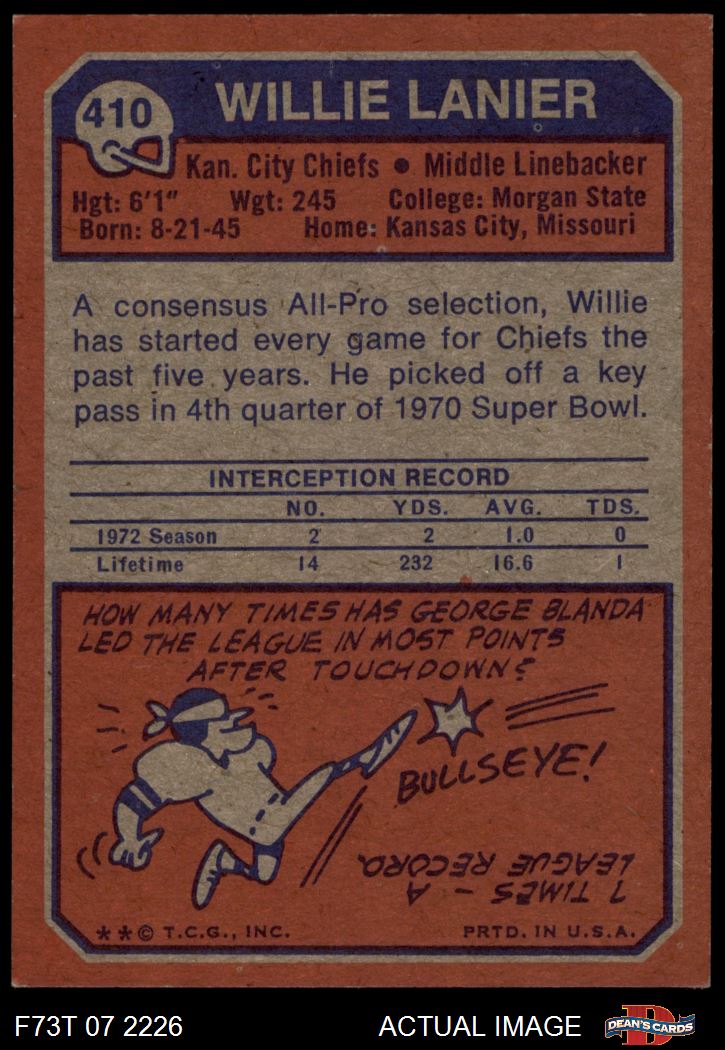 410
WILLIE LANIER
Kan. City Chiefs ● Middle Linebacker
Hgt: 6'1" Wgt: 245 College: Morgan State
Born: 8-21-45 Home: Kansas City, Missouri
A consensus All-Pro selection, Willie
has started every game for Chiefs the
past five years. He picked off a key
pass in 4th quarter of 1970 Super Bowl.
INTERCEPTION RECORD
NO. YDS. AVG. TDS.
1972 Season 2 2 1.0 0
Lifetime 14 232 16.6 1
HOW MANY TIMES HAS GEORGE BLANDA
LED THE LEAGUE IN MOST POINTS
AFTER TOUCHDOWN?
BULLSEYE!
7 TIMES - A
LEAGUE RECORD.
**© T.C.G., INC. PRTD. IN U.S.A.
F73T 07 2226 ACTUAL IMAGE
DEAN'S CARDS